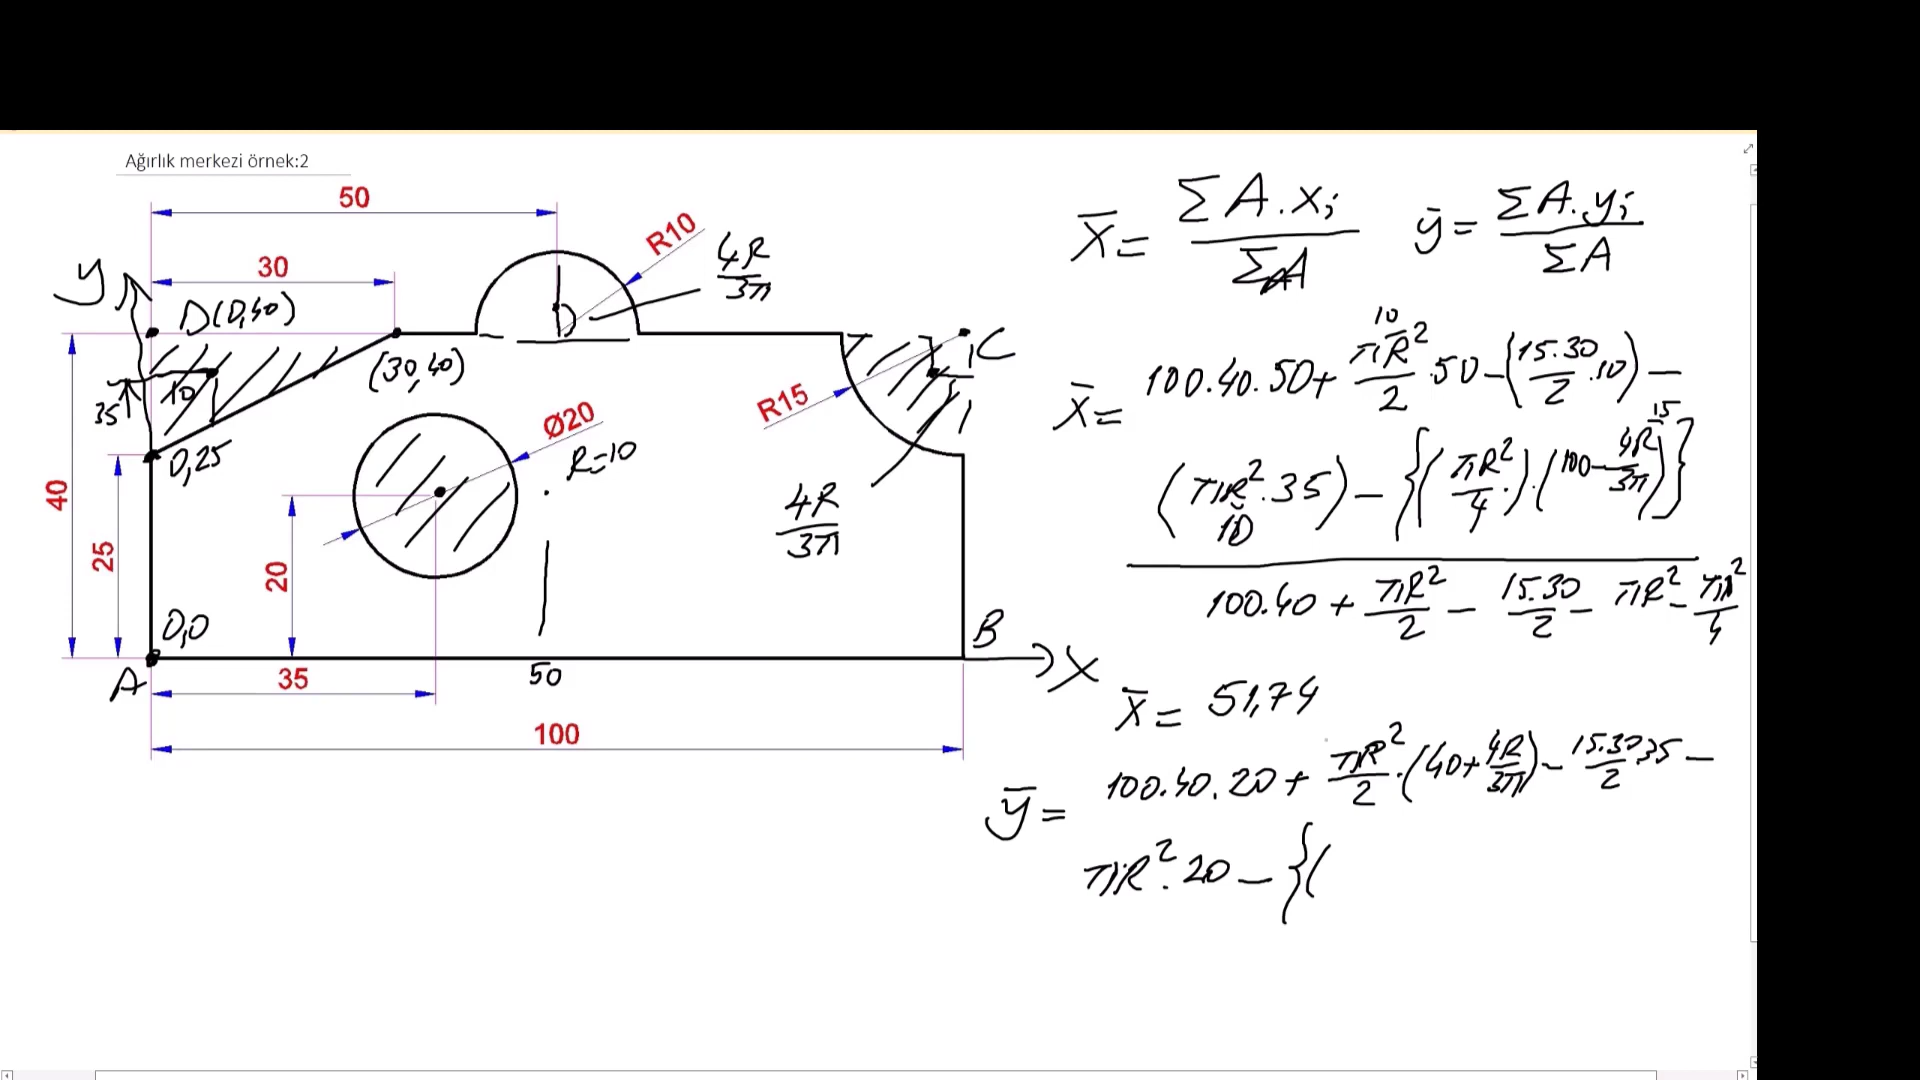 Ağırlık merkezi örnek:2
50
R10
4R/3π
30
y
D(0,40)
(30,40)
10
35
0,25
Ø20
R=10
R15
C
4R/3π
40
25
20
0,0
A
35
50
B
X
100
X̄ = ΣA.xi / ΣA
ȳ = ΣA.yi / ΣA
X̄ = 100.40.50 + πR²/2 .50 - (15.30/2 .10) -
10
(πR².35) - {(πR²/4).(100 - 4R/3π)}
10
15
100.40 + πR²/2 - 15.30/2 - πR² - πR²/4
X̄ = 51,74
ȳ = 100.40.20 + πR²/2 .(40+4R/3π) - 15.30/2 35 -
πR².20 - {(